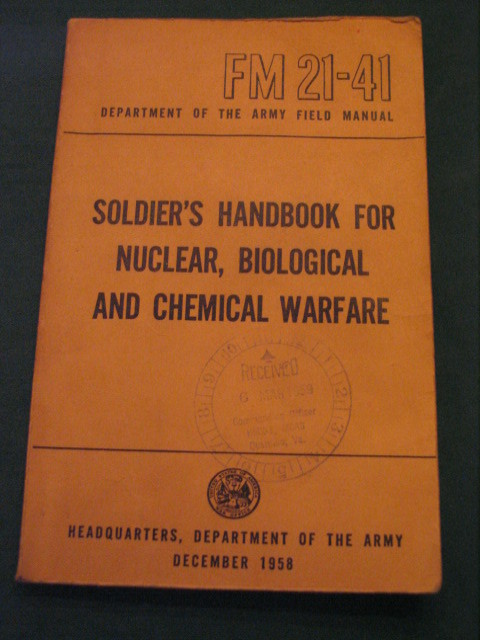 FM 21-41
DEPARTMENT OF THE ARMY FIELD MANUAL
SOLDIER'S HANDBOOK FOR
NUCLEAR, BIOLOGICAL
AND CHEMICAL WARFARE
RECEIVED
HEADQUARTERS, DEPARTMENT OF THE ARMY
DECEMBER 1958